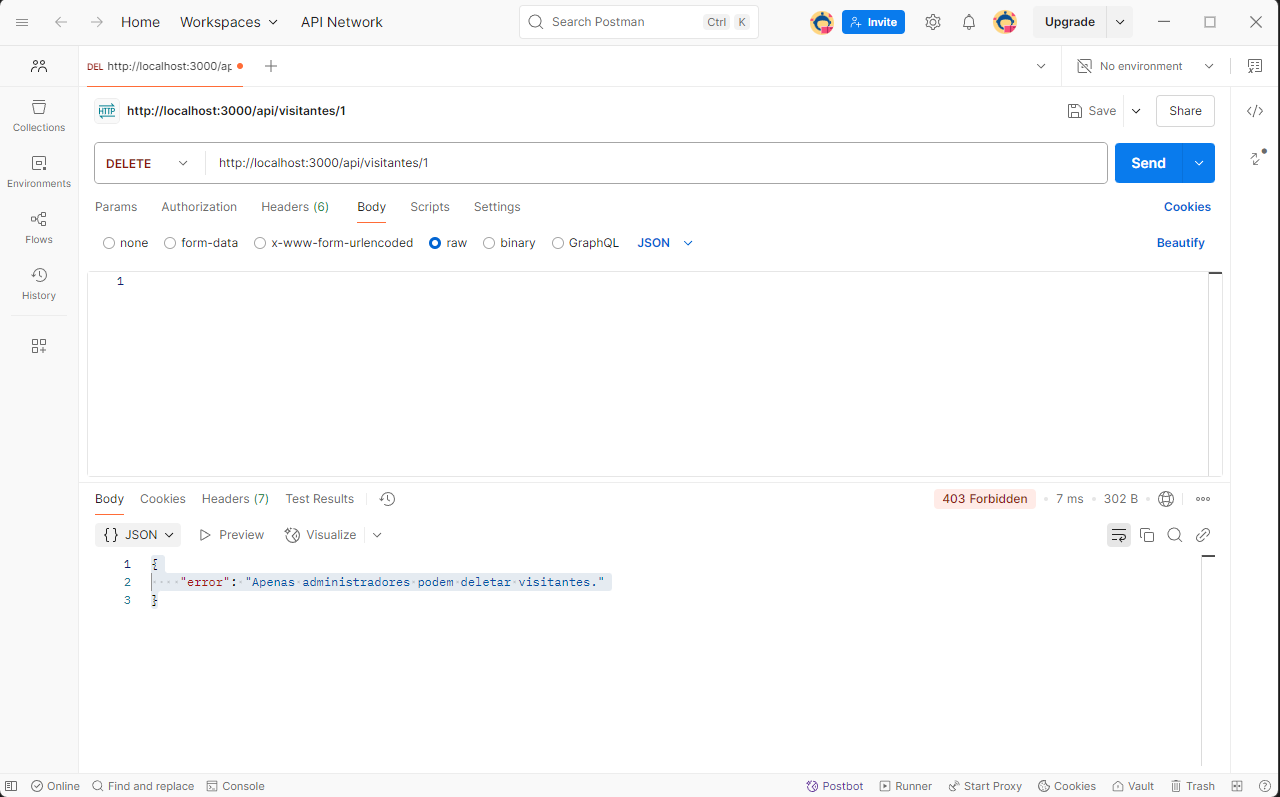 Home Workspaces API Network Search Postman Ctrl K Invite Upgrade
DEL http://localhost:3000/ap No environment
Collections
Environments
Flows
History
HTTP http://localhost:3000/api/visitantes/1 Save Share
DELETE http://localhost:3000/api/visitantes/1 Send
Params Authorization Headers (6) Body Scripts Settings Cookies
none form-data x-www-form-urlencoded raw binary GraphQL JSON Beautify
1
Body Cookies Headers (7) Test Results 403 Forbidden • 7 ms • 302 B •
{} JSON Preview Visualize
1 {
2 ····"error":·"Apenas·administradores·podem·deletar·visitantes."
3 }
Online Find and replace Console Postbot Runner Start Proxy Cookies Vault Trash